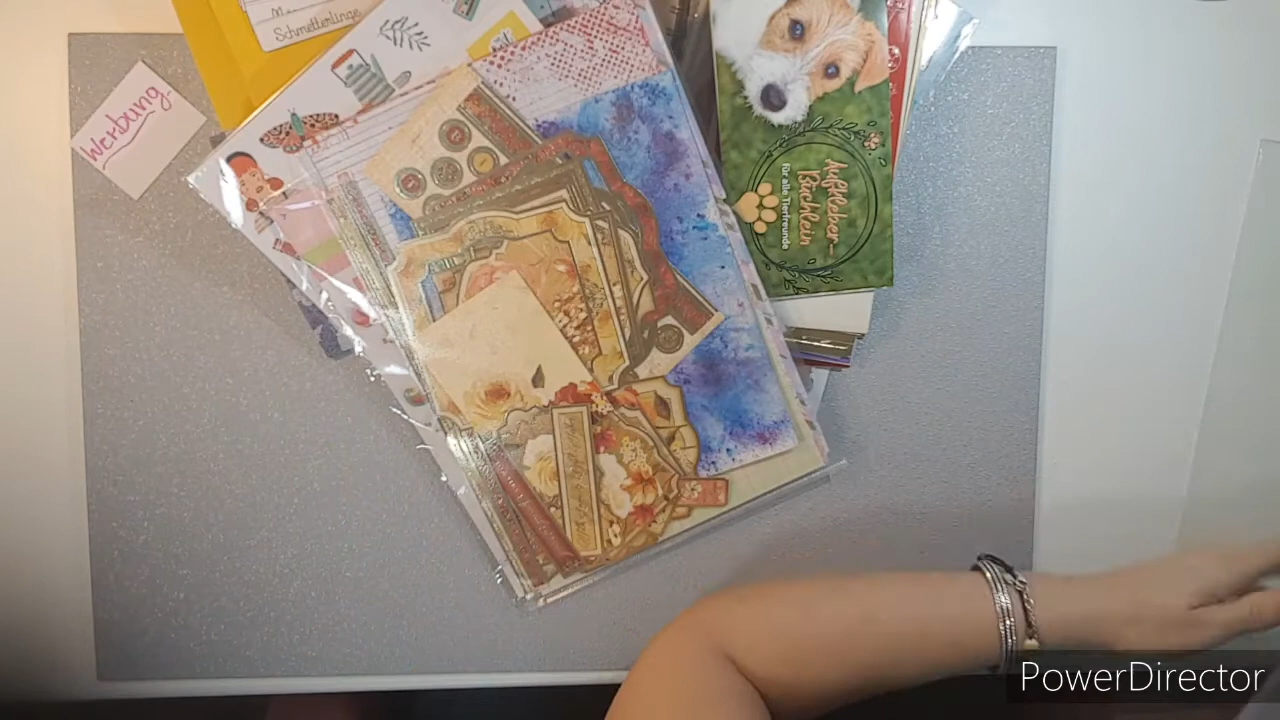 Schmetterlinge
Werbung
Aufkleber-
Büchlein
für alle Tierfreunde
PowerDirector